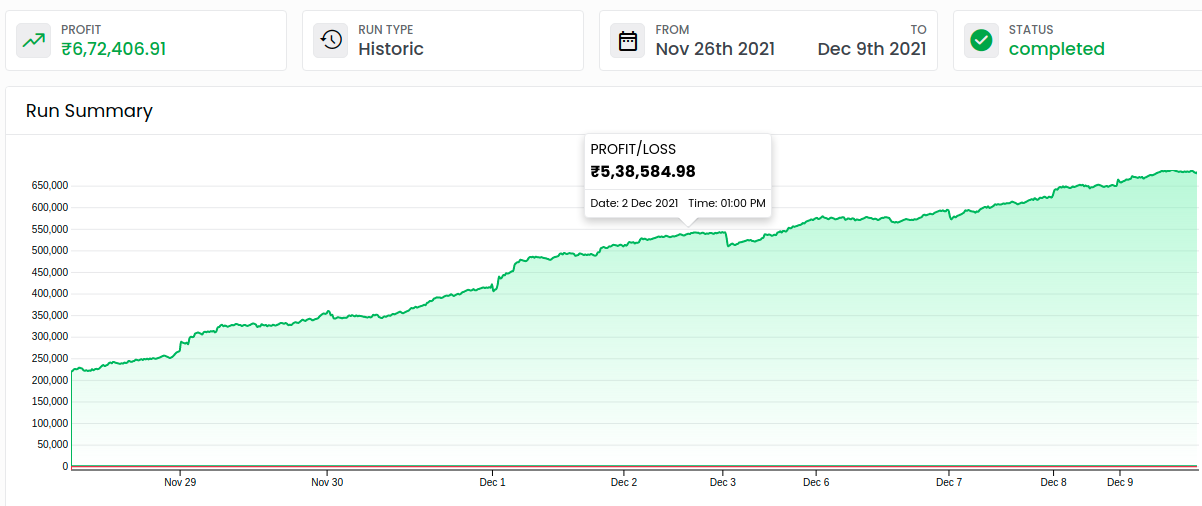 PROFIT
₹6,72,406.91
RUN TYPE
Historic
FROM
Nov 26th 2021
TO
Dec 9th 2021
STATUS
completed
Run Summary
PROFIT/LOSS
₹5,38,584.98
Date: 2 Dec 2021 Time: 01:00 PM
650,000
600,000
550,000
500,000
450,000
400,000
350,000
300,000
250,000
200,000
150,000
100,000
50,000
0
Nov 29 Nov 30 Dec 1 Dec 2 Dec 3 Dec 6 Dec 7 Dec 8 Dec 9